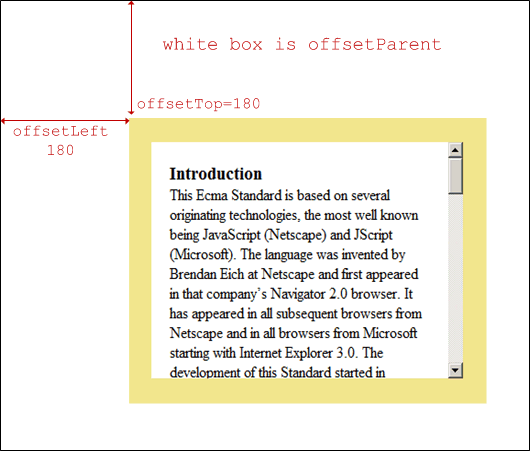 white box is offsetParent
offsetTop=180
offsetLeft
180
Introduction
This Ecma Standard is based on several
originating technologies, the most well known
being JavaScript (Netscape) and JScript
(Microsoft). The language was invented by
Brendan Eich at Netscape and first appeared
in that company’s Navigator 2.0 browser. It
has appeared in all subsequent browsers from
Netscape and in all browsers from Microsoft
starting with Internet Explorer 3.0. The
development of this Standard started in